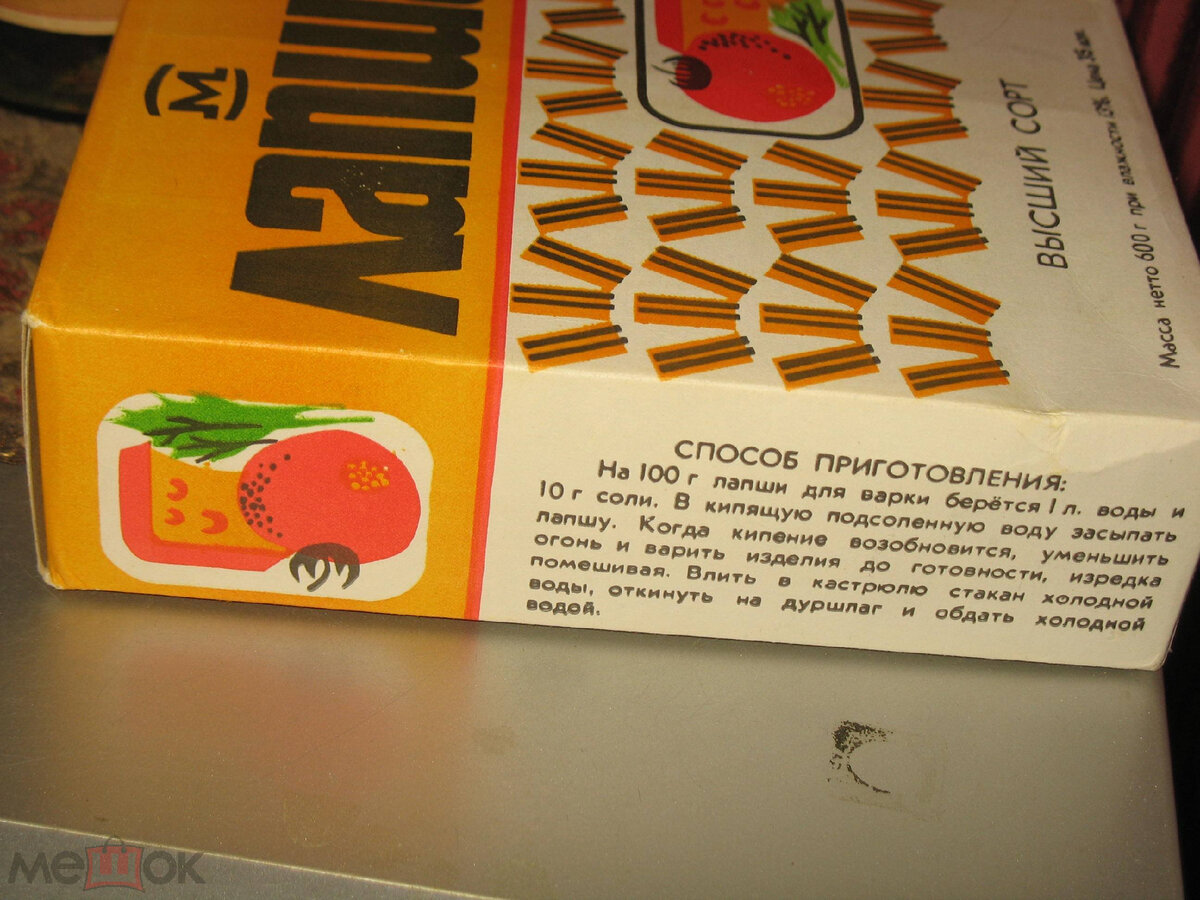 (М)
Лапш
ВЫСШИЙ СОРТ
Масса нетто 600 г при влажности 13% Цена 38 коп.
СПОСОБ ПРИГОТОВЛЕНИЯ:
На 100 г лапши для варки берётся 1 л. воды и
10 г соли. В кипящую подсоленную воду засыпать
лапшу. Когда кипение возобновится, уменьшить
огонь и варить изделия до готовности, изредка
помешивая. Влить в кастрюлю стакан холодной
воды, откинуть на дуршлаг и обдать холодной
водой.
мешок